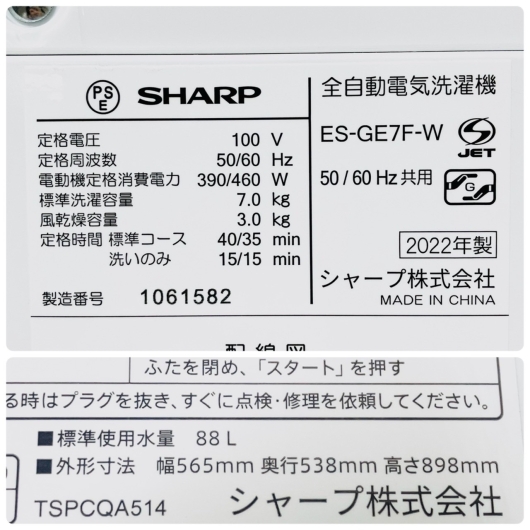 PSE SHARP
全自動電気洗濯機
ES-GE7F-W S JET
定格電圧 100 V
定格周波数 50/60 Hz
電動機定格消費電力 390/460 W
標準洗濯容量 7.0 kg
風乾燥容量 3.0 kg
定格時間 標準コース 40/35 min
洗いのみ 15/15 min
製造番号 1061582
50/60 Hz 共用 G
2022年製
シャープ株式会社
MADE IN CHINA
配線図
ふたを閉め、「スタート」を押す
る時はプラグを抜き、すぐに点検・修理を依頼してください。
■標準使用水量 88L
■外形寸法 幅565mm 奥行538mm 高さ898mm
TSPCQA514 シャープ株式会社